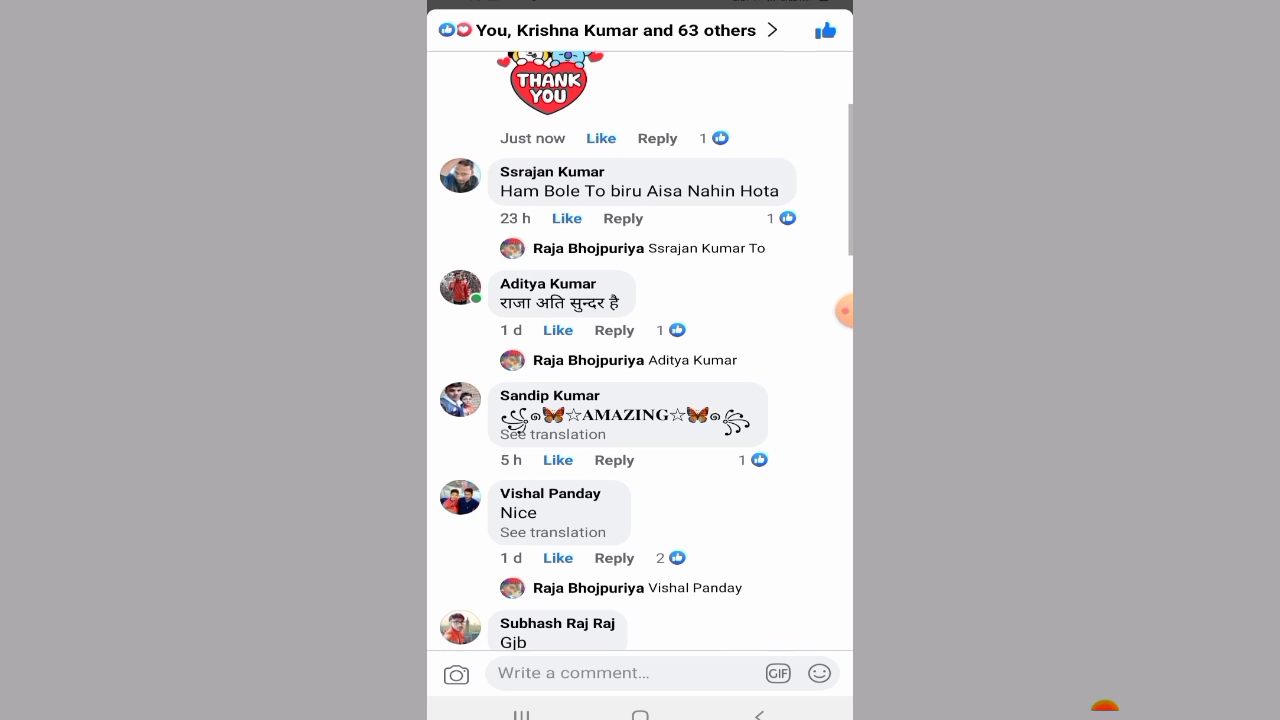 You, Krishna Kumar and 63 others
THANK
YOU
Just now Like Reply 1
Ssrajan Kumar
Ham Bole To biru Aisa Nahin Hota
23 h Like Reply 1
Raja Bhojpuriya Ssrajan Kumar To
Aditya Kumar
राजा अति सुन्दर है
1 d Like Reply 1
Raja Bhojpuriya Aditya Kumar
Sandip Kumar
꧁๑🦋☆AMAZING☆🦋๑꧂
See translation
5 h Like Reply 1
Vishal Panday
Nice
See translation
1 d Like Reply 2
Raja Bhojpuriya Vishal Panday
Subhash Raj Raj
Gjb
Write a comment... GIF